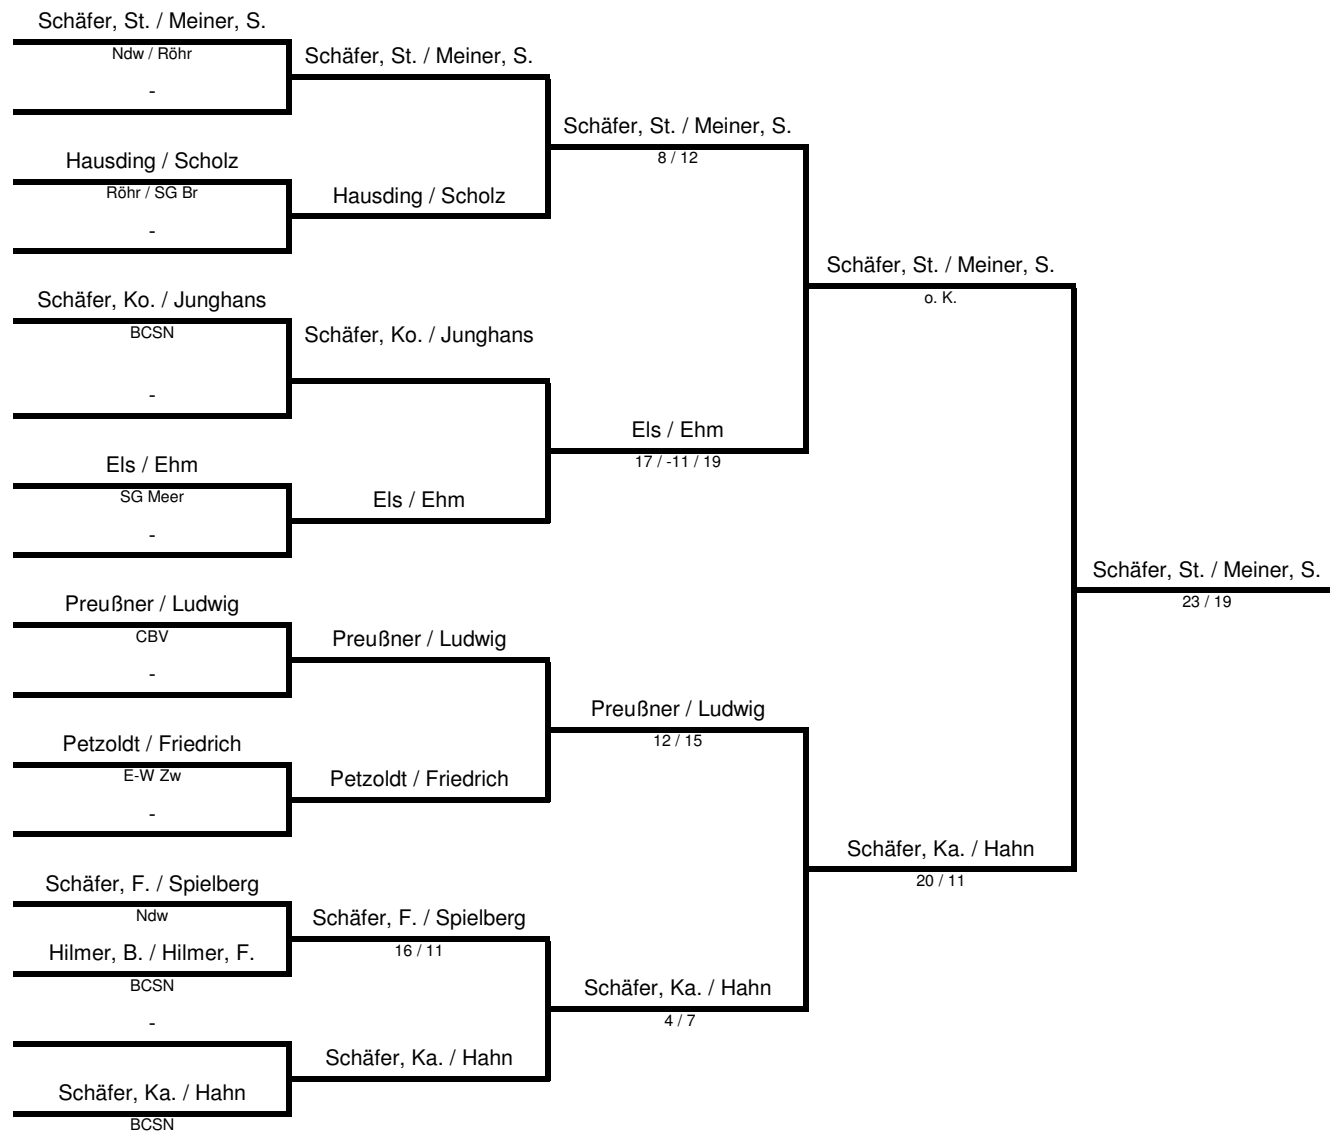 Schäfer, St. / Meiner, S.
Ndw / Röhr
-
Hausding / Scholz
Röhr / SG Br
-
Schäfer, Ko. / Junghans
BCSN
-
Els / Ehm
SG Meer
-
Preußner / Ludwig
CBV
-
Petzoldt / Friedrich
E-W Zw
-
Schäfer, F. / Spielberg
Ndw
Hilmer, B. / Hilmer, F.
BCSN
-
Schäfer, Ka. / Hahn
BCSN
Schäfer, St. / Meiner, S.
Hausding / Scholz
Schäfer, Ko. / Junghans
Els / Ehm
Preußner / Ludwig
Petzoldt / Friedrich
Schäfer, F. / Spielberg
16 / 11
Schäfer, Ka. / Hahn
Schäfer, St. / Meiner, S.
8 / 12
Els / Ehm
17 / -11 / 19
Preußner / Ludwig
12 / 15
Schäfer, Ka. / Hahn
4 / 7
Schäfer, St. / Meiner, S.
o. K.
Schäfer, Ka. / Hahn
20 / 11
Schäfer, St. / Meiner, S.
23 / 19